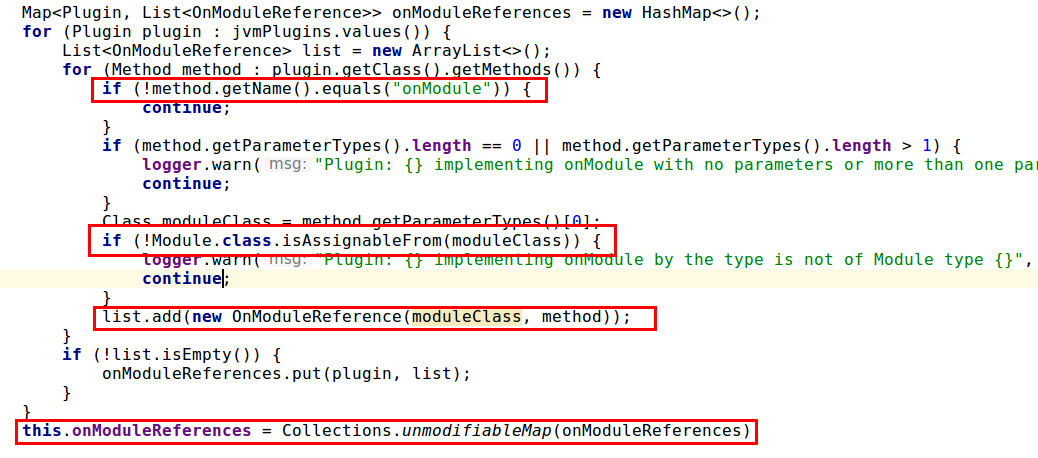 Map<Plugin, List<OnModuleReference>> onModuleReferences = new HashMap<>();
for (Plugin plugin : jvmPlugins.values()) {
List<OnModuleReference> list = new ArrayList<>();
for (Method method : plugin.getClass().getMethods()) {
if (!method.getName().equals("onModule")) {
continue;
}
if (method.getParameterTypes().length == 0 || method.getParameterTypes().length > 1) {
logger.warn( msg: "Plugin: {} implementing onModule with no parameters or more than one par
continue;
}
Class moduleClass = method.getParameterTypes()[0];
if (!Module.class.isAssignableFrom(moduleClass)) {
logger.warn( msg: "Plugin: {} implementing onModule by the type is not of Module type {}",
continue;
}
list.add(new OnModuleReference(moduleClass, method));
}
if (!list.isEmpty()) {
onModuleReferences.put(plugin, list);
}
}
this.onModuleReferences = Collections.unmodifiableMap(onModuleReferences)